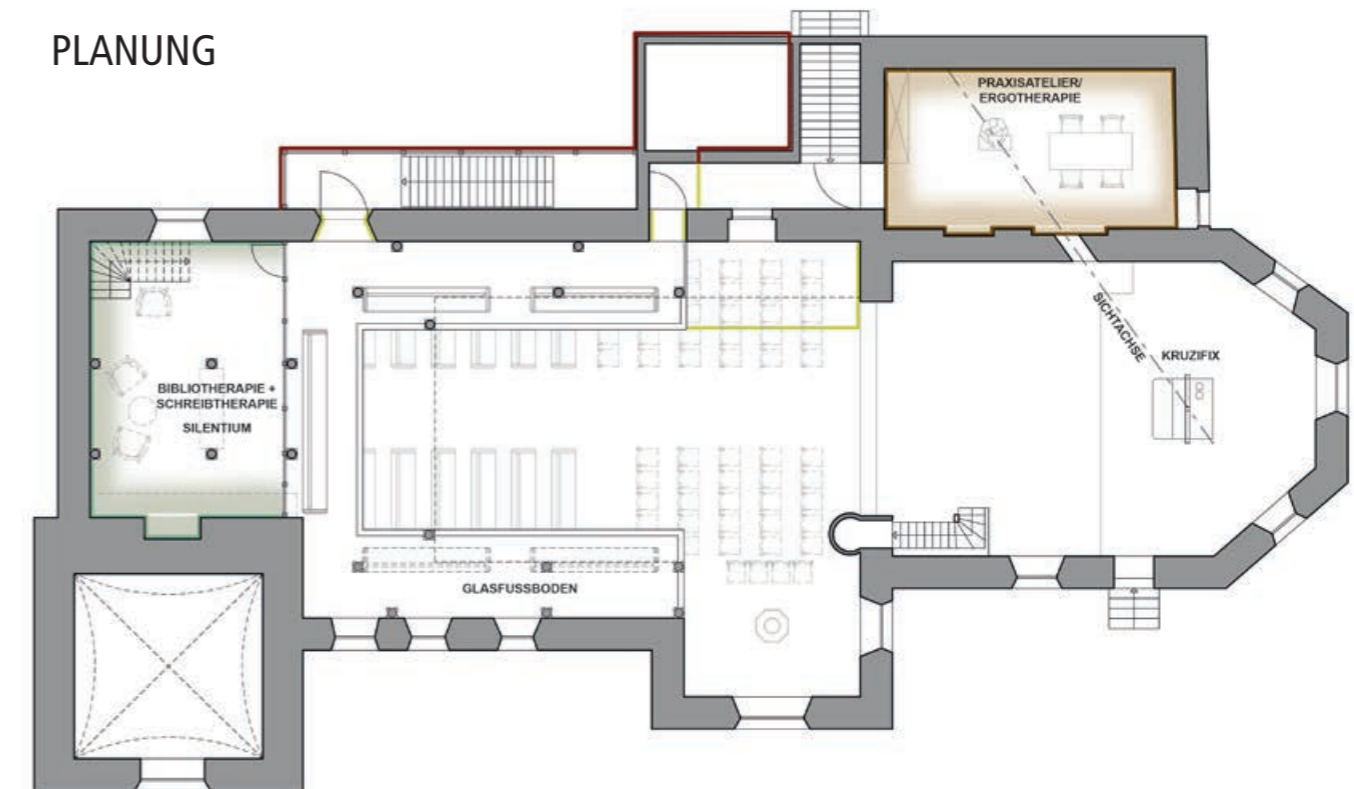 PLANUNG
PRAXISATELIER/
ERGOTHERAPIE
SICHTACHSE
KRUZIFIX
BIBLIOTHERAPIE +
SCHREIBTHERAPIE
SILENTIUM
GLASFUSSBODEN